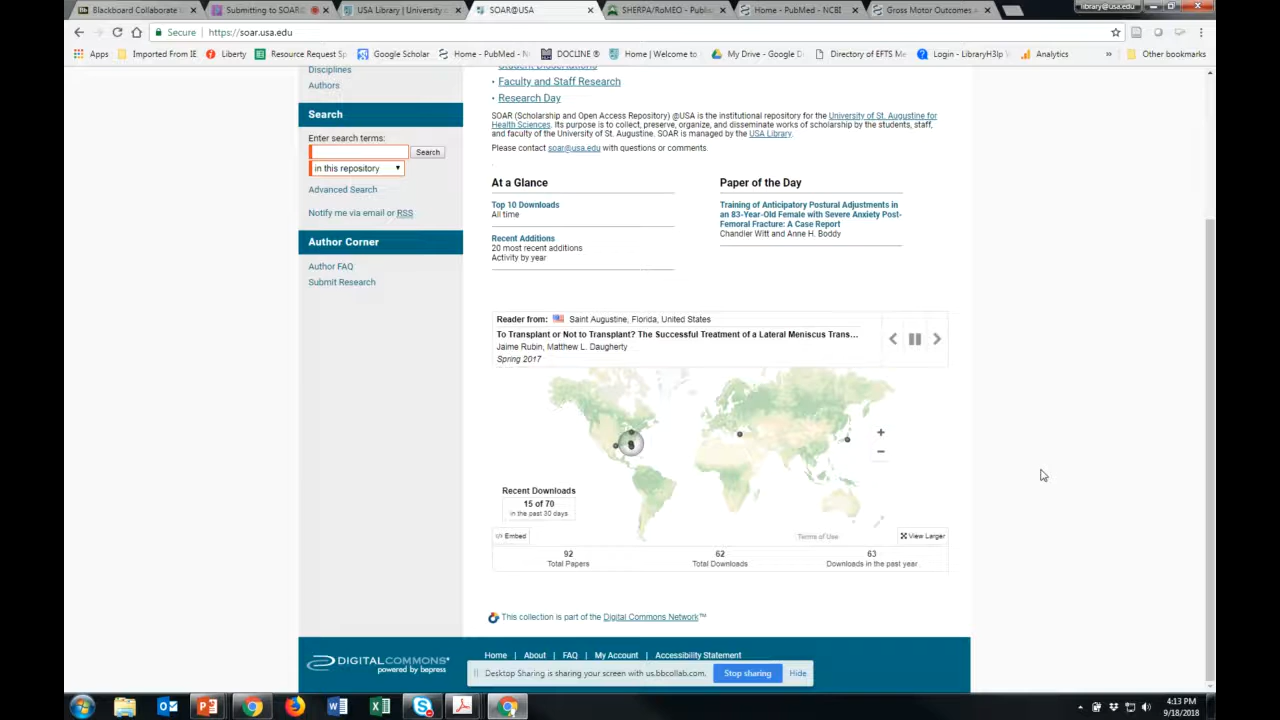 Blackboard Collaborate
Submitting to SOAR
USA Library | University
SOAR@USA
SHERPA/RoMEO - Publis
Home - PubMed - NCBI
Gross Motor Outcomes
library@usa.edu
Secure
https://soar.usa.edu
Apps
Imported From IE
Liberty
Resource Request
Google Scholar
Home - PubMed - N
DOCLINE ®
Home | Welcome to
My Drive - Google D
Directory of EFTS Me
Login - LibraryH3lp
Analytics
»
Other bookmarks
Disciplines
Authors
Search
Enter search terms:
Search
in this repository
Advanced Search
Notify me via email or RSS
Author Corner
Author FAQ
Submit Research
Student Dissertations
• Faculty and Staff Research
• Research Day
SOAR (Scholarship and Open Access Repository) @USA is the institutional repository for the University of St. Augustine for
Health Sciences. Its purpose is to collect, preserve, organize, and disseminate works of scholarship by the students, staff,
and faculty of the University of St. Augustine. SOAR is managed by the USA Library.
Please contact soar@usa.edu with questions or comments.
.
At a Glance
Top 10 Downloads
All time
Recent Additions
20 most recent additions
Activity by year
Paper of the Day
Training of Anticipatory Postural Adjustments in
an 83-Year-Old Female with Severe Anxiety Post-
Femoral Fracture: A Case Report
Chandler Witt and Anne H. Boddy
Reader from: Saint Augustine, Florida, United States
To Transplant or Not to Transplant? The Successful Treatment of a Lateral Meniscus Trans...
Jaime Rubin, Matthew L. Daugherty
Spring 2017
+
−
Recent Downloads
15 of 70
in the past 30 days
Embed
Terms of Use
View Larger
92
Total Papers
62
Total Downloads
63
Downloads in the past year
This collection is part of the Digital Commons Network™
DIGITALCOMMONS
powered by bepress
Home | About | FAQ | My Account | Accessibility Statement
Desktop Sharing is sharing your screen with us.bbcollab.com.
Stop sharing
Hide
4:13 PM
9/18/2018